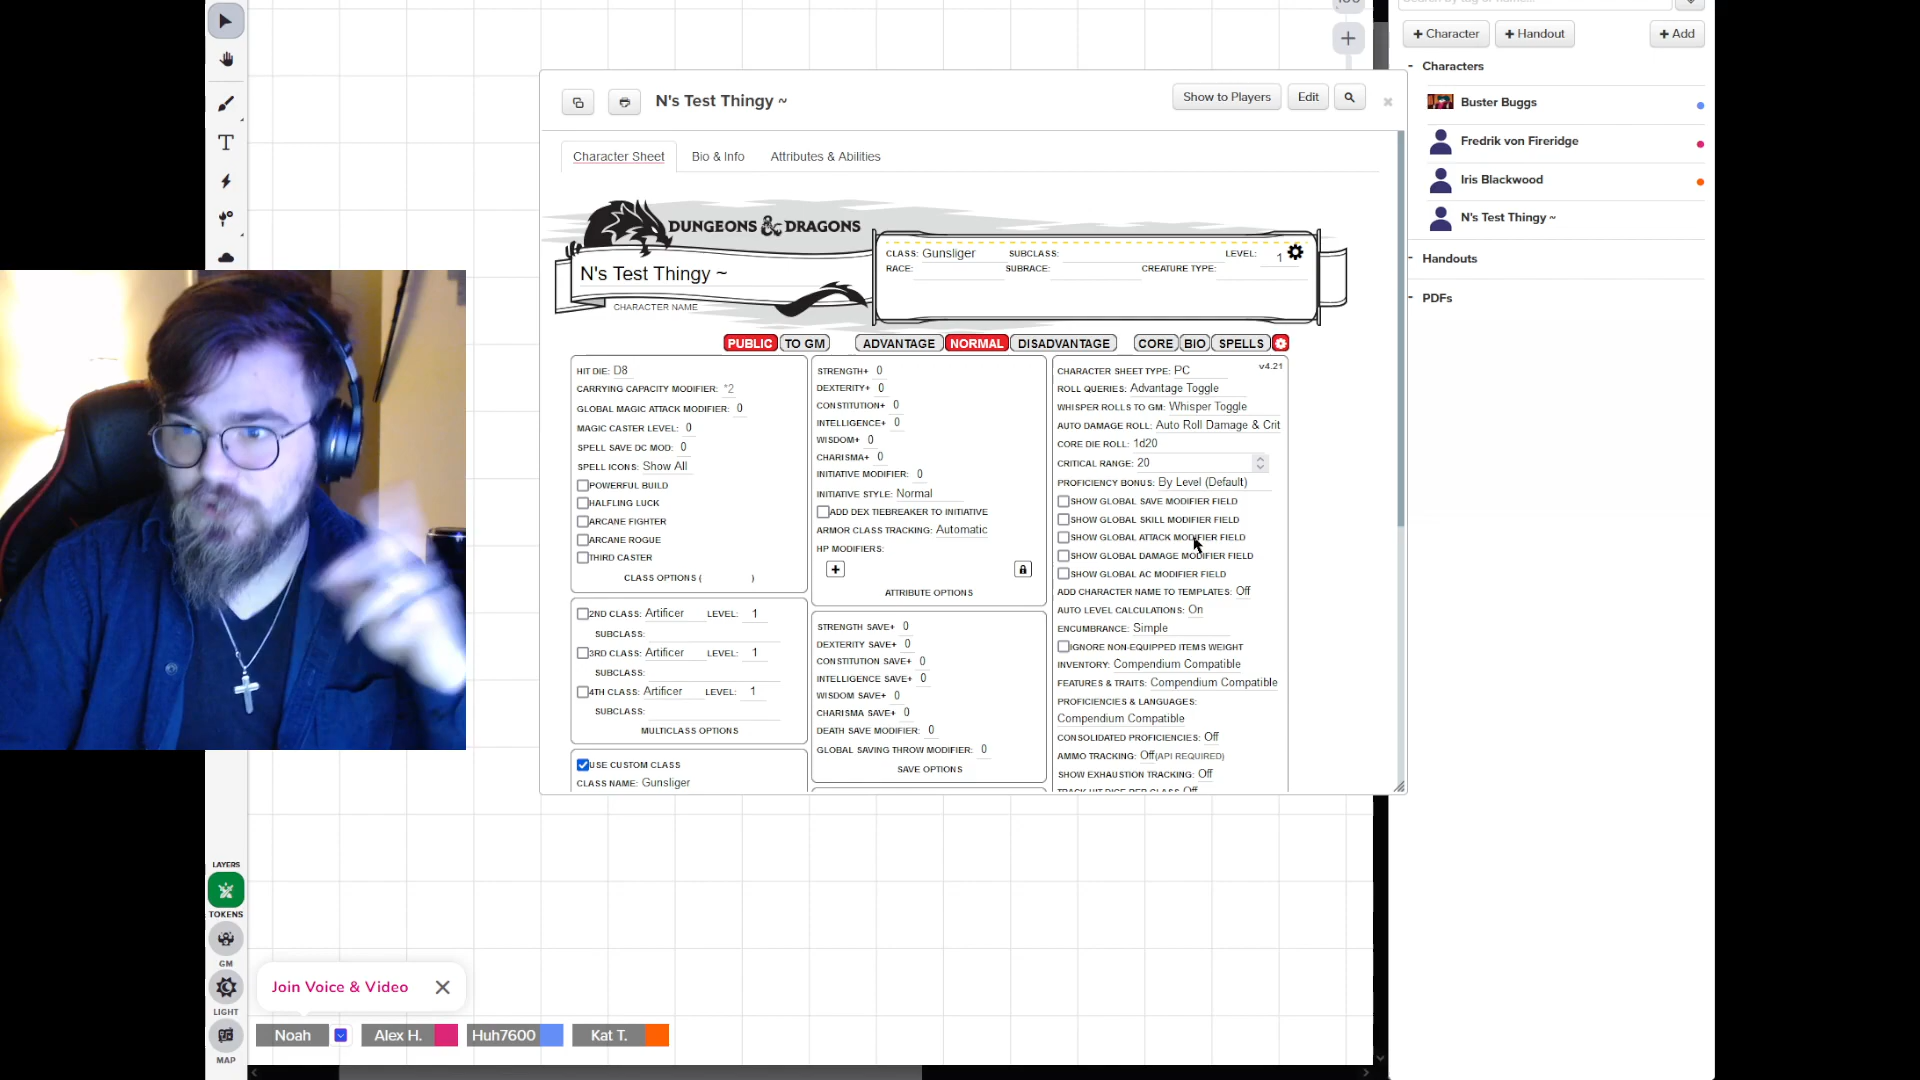 + Character
+ Handout
+ Add
- Characters
Buster Buggs
Fredrik von Fireridge
Iris Blackwood
N's Test Thingy ~
- Handouts
- PDFs
N's Test Thingy ~
Show to Players
Edit
Character Sheet
Bio & Info
Attributes & Abilities
DUNGEONS & DRAGONS
N's Test Thingy ~
CHARACTER NAME
CLASS: Gunsliger SUBCLASS: LEVEL: 1
RACE: SUBRACE: CREATURE TYPE:
PUBLIC TO GM ADVANTAGE NORMAL DISADVANTAGE CORE BIO SPELLS
HIT DIE: D8
CARRYING CAPACITY MODIFIER: *2
GLOBAL MAGIC ATTACK MODIFIER: 0
MAGIC CASTER LEVEL: 0
SPELL SAVE DC MOD: 0
SPELL ICONS: Show All
POWERFUL BUILD
HALFLING LUCK
ARCANE FIGHTER
ARCANE ROGUE
THIRD CASTER
CLASS OPTIONS ( )
2ND CLASS: Artificer LEVEL: 1
SUBCLASS:
3RD CLASS: Artificer LEVEL: 1
SUBCLASS:
4TH CLASS: Artificer LEVEL: 1
SUBCLASS:
MULTICLASS OPTIONS
USE CUSTOM CLASS
CLASS NAME: Gunsliger
STRENGTH+ 0
DEXTERITY+ 0
CONSTITUTION+ 0
INTELLIGENCE+ 0
WISDOM+ 0
CHARISMA+ 0
INITIATIVE MODIFIER: 0
INITIATIVE STYLE: Normal
ADD DEX TIEBREAKER TO INITIATIVE
ARMOR CLASS TRACKING: Automatic
HP MODIFIERS:
ATTRIBUTE OPTIONS
STRENGTH SAVE+ 0
DEXTERITY SAVE+ 0
CONSTITUTION SAVE+ 0
INTELLIGENCE SAVE+ 0
WISDOM SAVE+ 0
CHARISMA SAVE+ 0
DEATH SAVE MODIFIER: 0
GLOBAL SAVING THROW MODIFIER: 0
SAVE OPTIONS
CHARACTER SHEET TYPE: PC v4.21
ROLL QUERIES: Advantage Toggle
WHISPER ROLLS TO GM: Whisper Toggle
AUTO DAMAGE ROLL: Auto Roll Damage & Crit
CORE DIE ROLL: 1d20
CRITICAL RANGE: 20
PROFICIENCY BONUS: By Level (Default)
SHOW GLOBAL SAVE MODIFIER FIELD
SHOW GLOBAL SKILL MODIFIER FIELD
SHOW GLOBAL ATTACK MODIFIER FIELD
SHOW GLOBAL DAMAGE MODIFIER FIELD
SHOW GLOBAL AC MODIFIER FIELD
ADD CHARACTER NAME TO TEMPLATES: Off
AUTO LEVEL CALCULATIONS: On
ENCUMBRANCE: Simple
IGNORE NON-EQUIPPED ITEMS WEIGHT
INVENTORY: Compendium Compatible
FEATURES & TRAITS: Compendium Compatible
PROFICIENCIES & LANGUAGES:
Compendium Compatible
CONSOLIDATED PROFICIENCIES: Off
AMMO TRACKING: Off (API REQUIRED)
SHOW EXHAUSTION TRACKING: Off
LAYERS
TOKENS
GM
LIGHT
MAP
Join Voice & Video
Noah
Alex H.
Huh7600
Kat T.